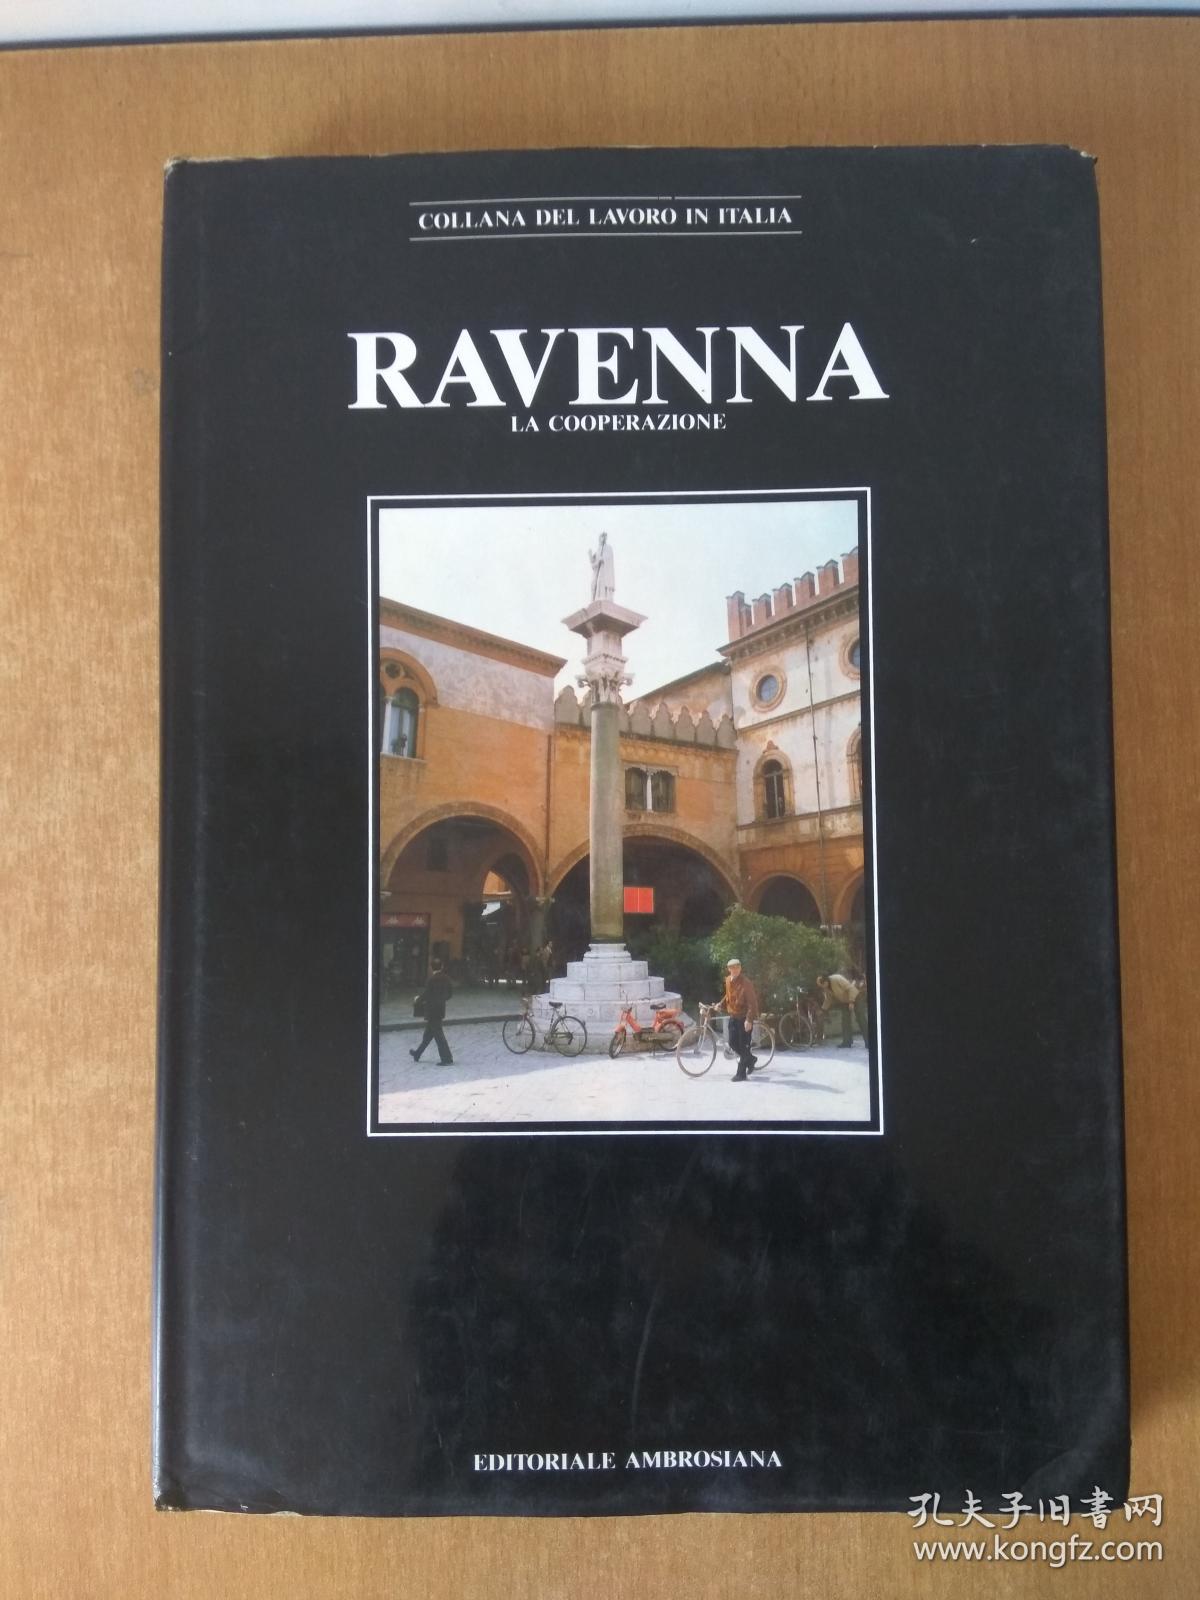 COLLANA DEL LAVORO IN ITALIA
RAVENNA
LA COOPERAZIONE
EDITORIALE AMBROSIANA
孔夫子旧书网
www.kongfz.com